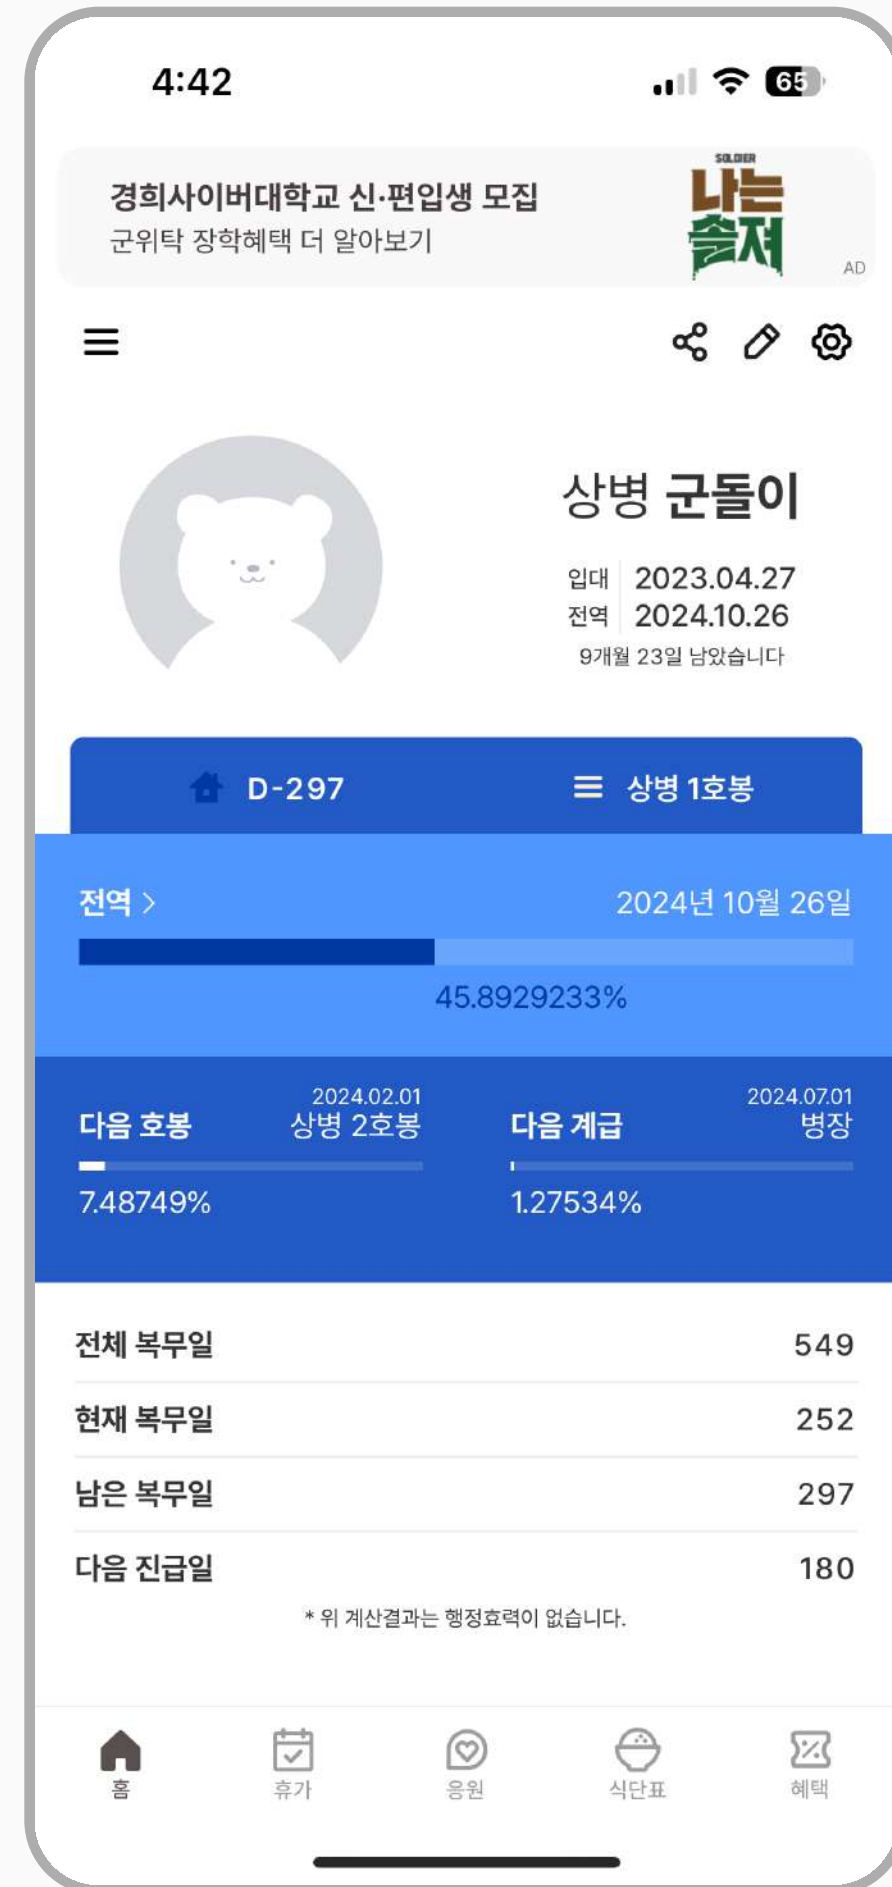 4:42
65
경희사이버대학교 신·편입생 모집
군위탁 장학혜택 더 알아보기
SOLDIER
나는
솔져
AD
상병 군돌이
입대 2023.04.27
전역 2024.10.26
9개월 23일 남았습니다
D-297
상병 1호봉
전역 >
2024년 10월 26일
45.8929233%
다음 호봉
2024.02.01
상병 2호봉
7.48749%
다음 계급
2024.07.01
병장
1.27534%
전체 복무일 549
현재 복무일 252
남은 복무일 297
다음 진급일 180
* 위 계산결과는 행정효력이 없습니다.
홈
휴가
응원
식단표
혜택